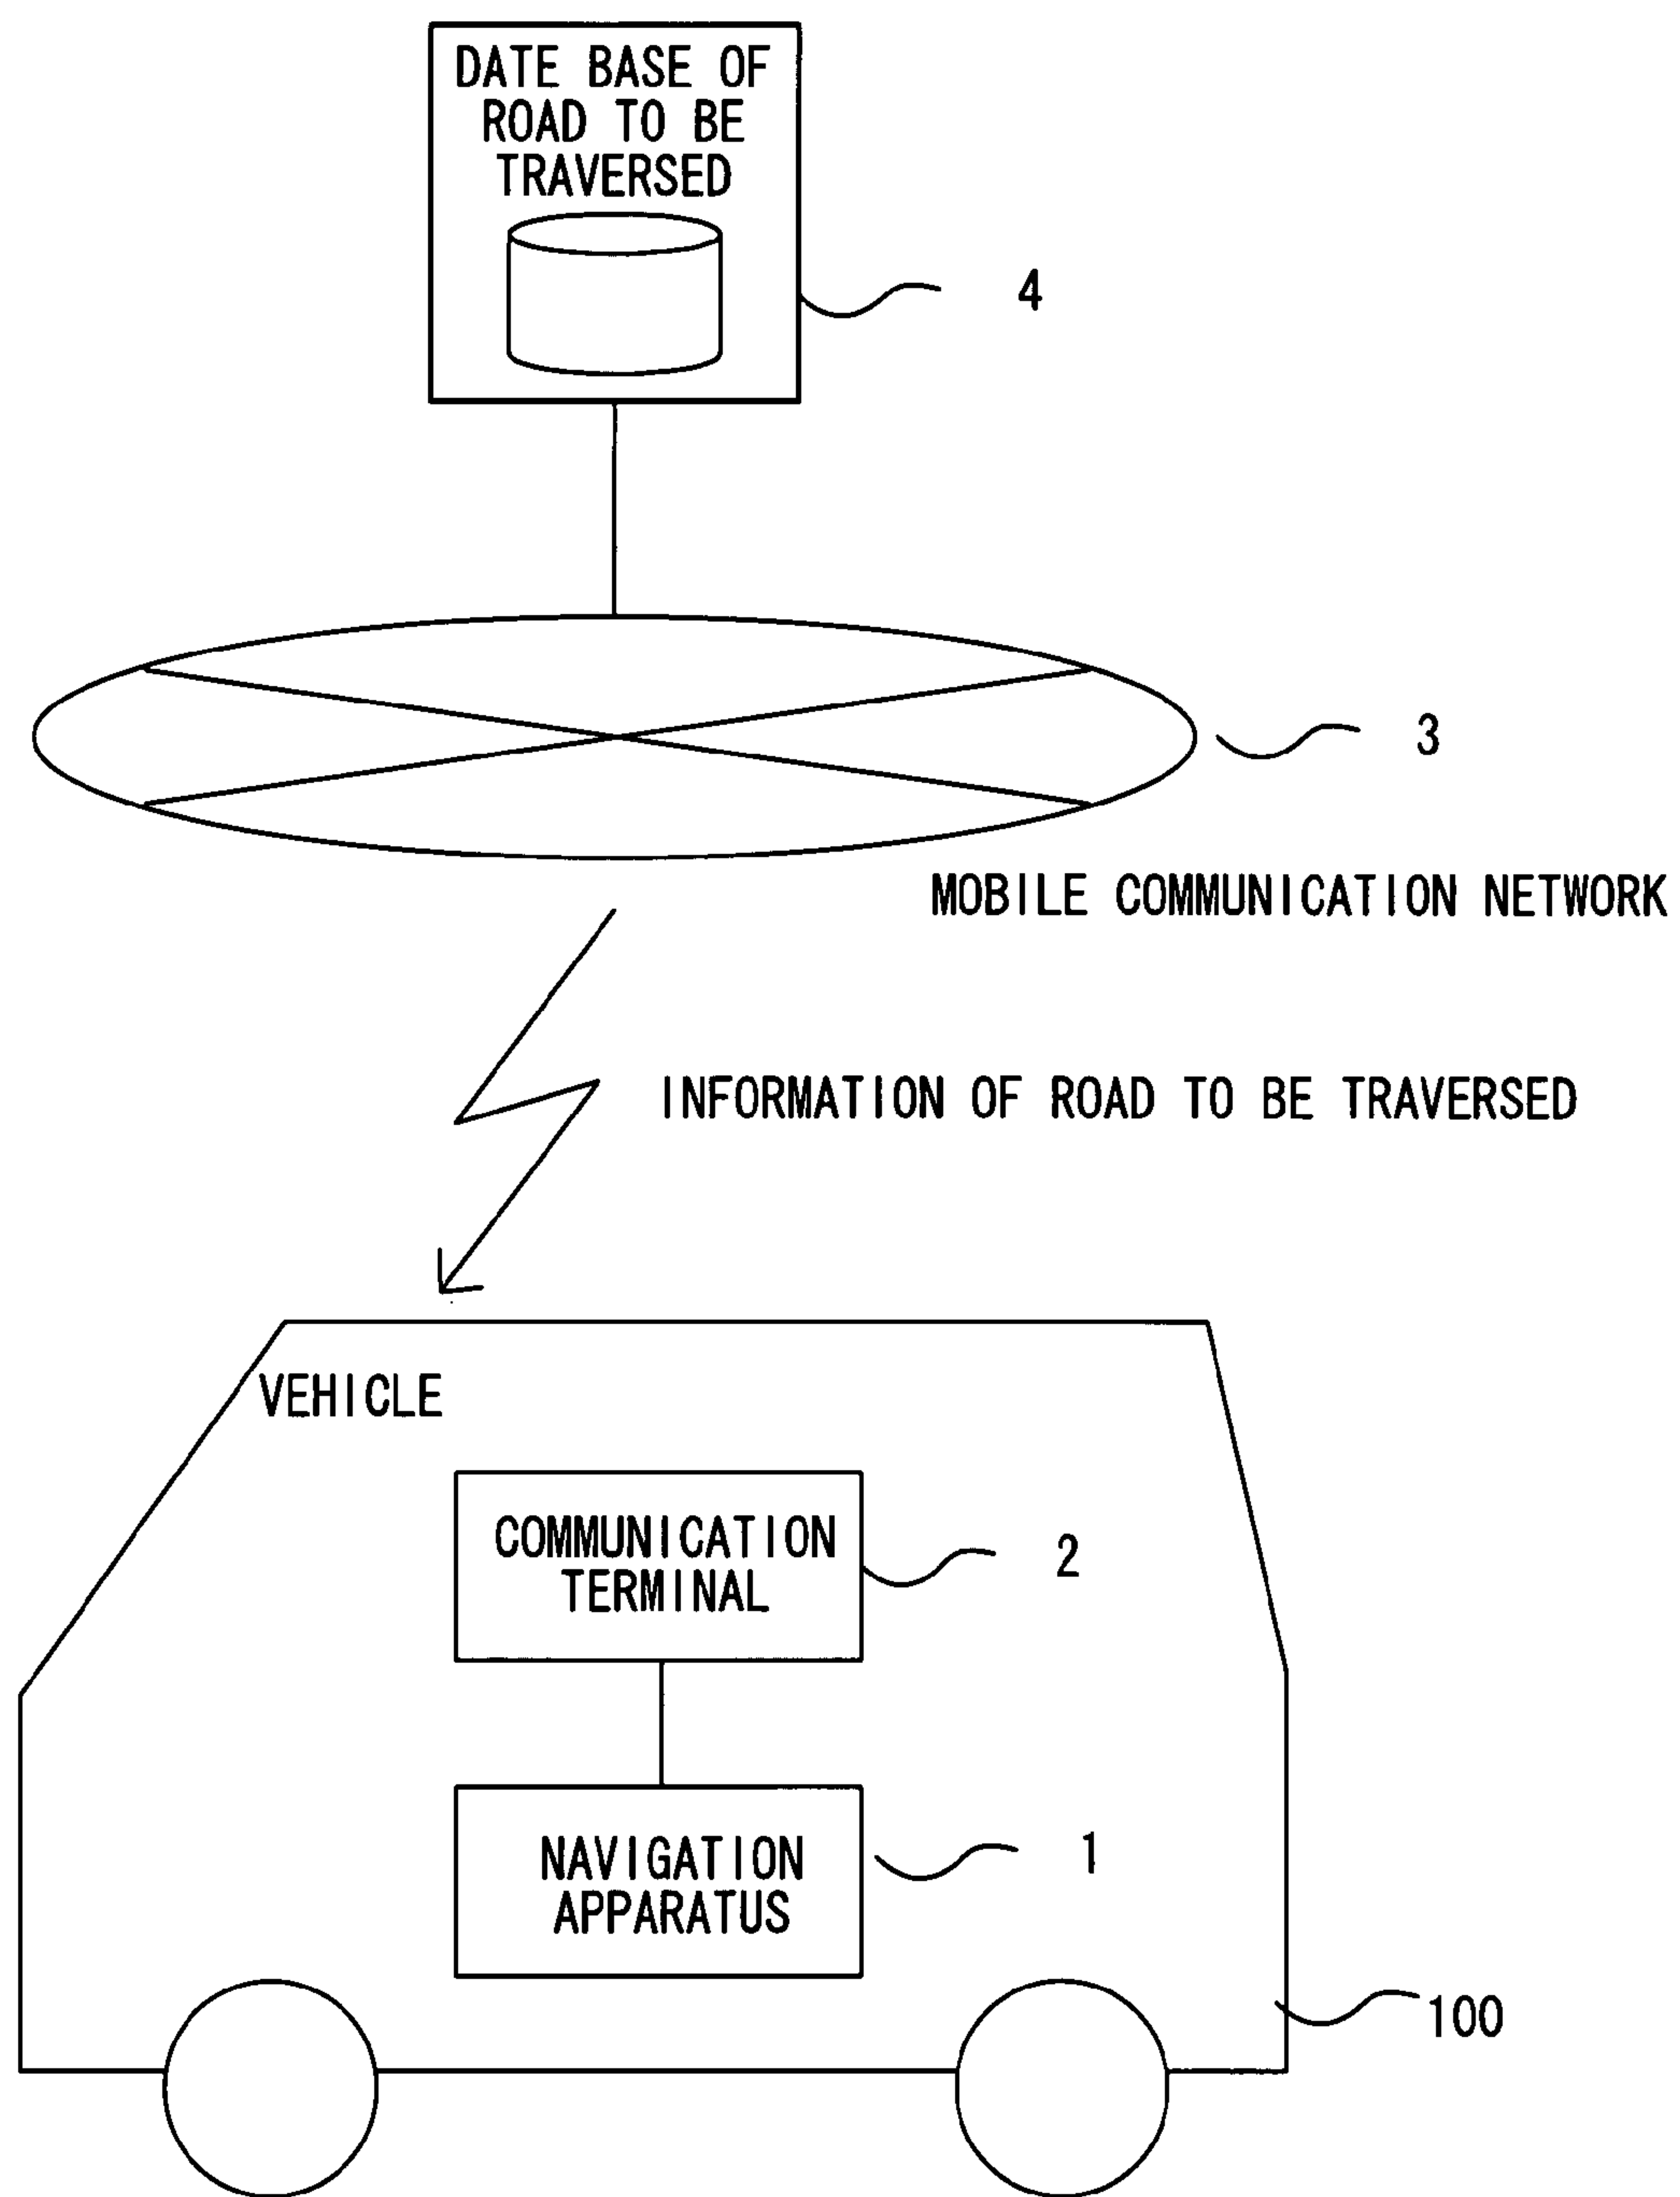 DATE BASE OF
ROAD TO BE
TRAVERSED
4
3
MOBILE COMMUNICATION NETWORK
INFORMATION OF ROAD TO BE TRAVERSED
VEHICLE
COMMUNICATION
TERMINAL
2
NAVIGATION
APPARATUS
1
100